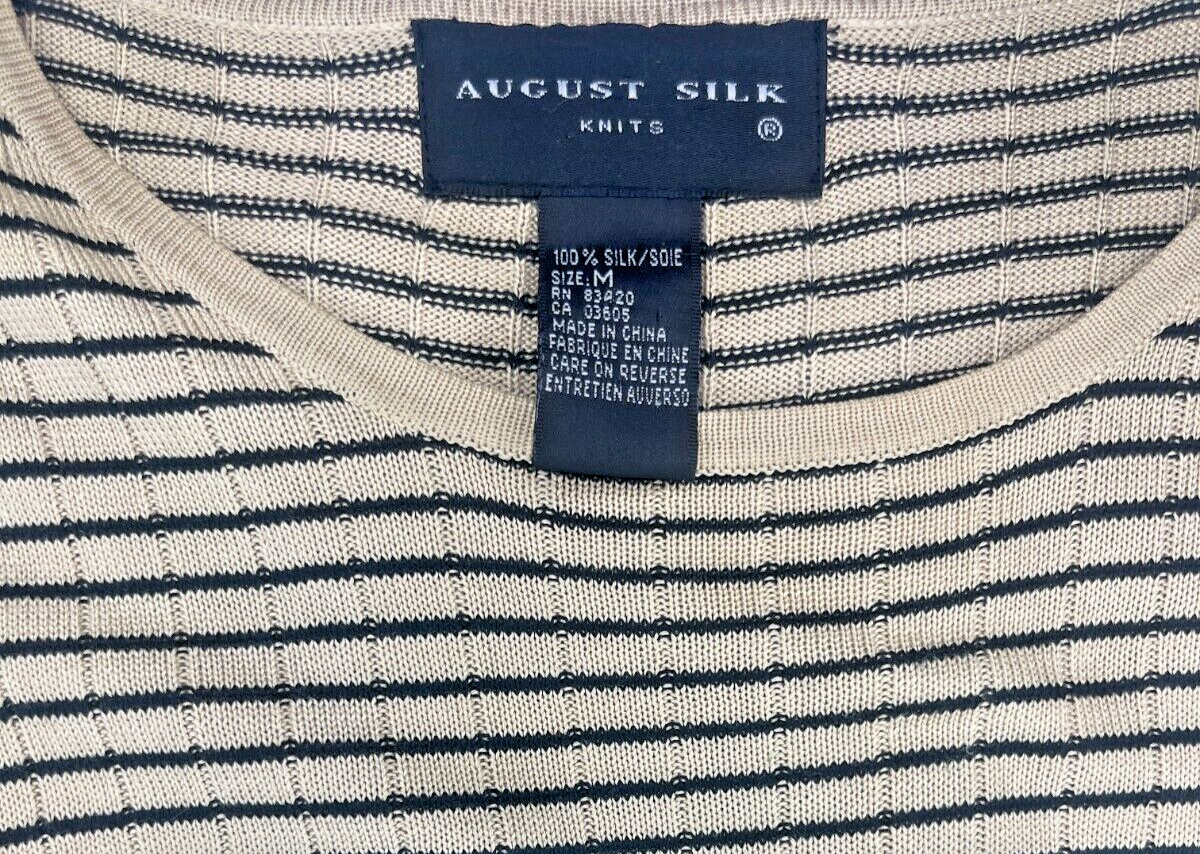 AUGUST SILK
KNITS ®
100% SILK/SOIE
SIZE: M
RN 83420
CA 03605
MADE IN CHINA
FABRIQUE EN CHINE
CARE ON REVERSE
ENTRETIEN AUVERSO